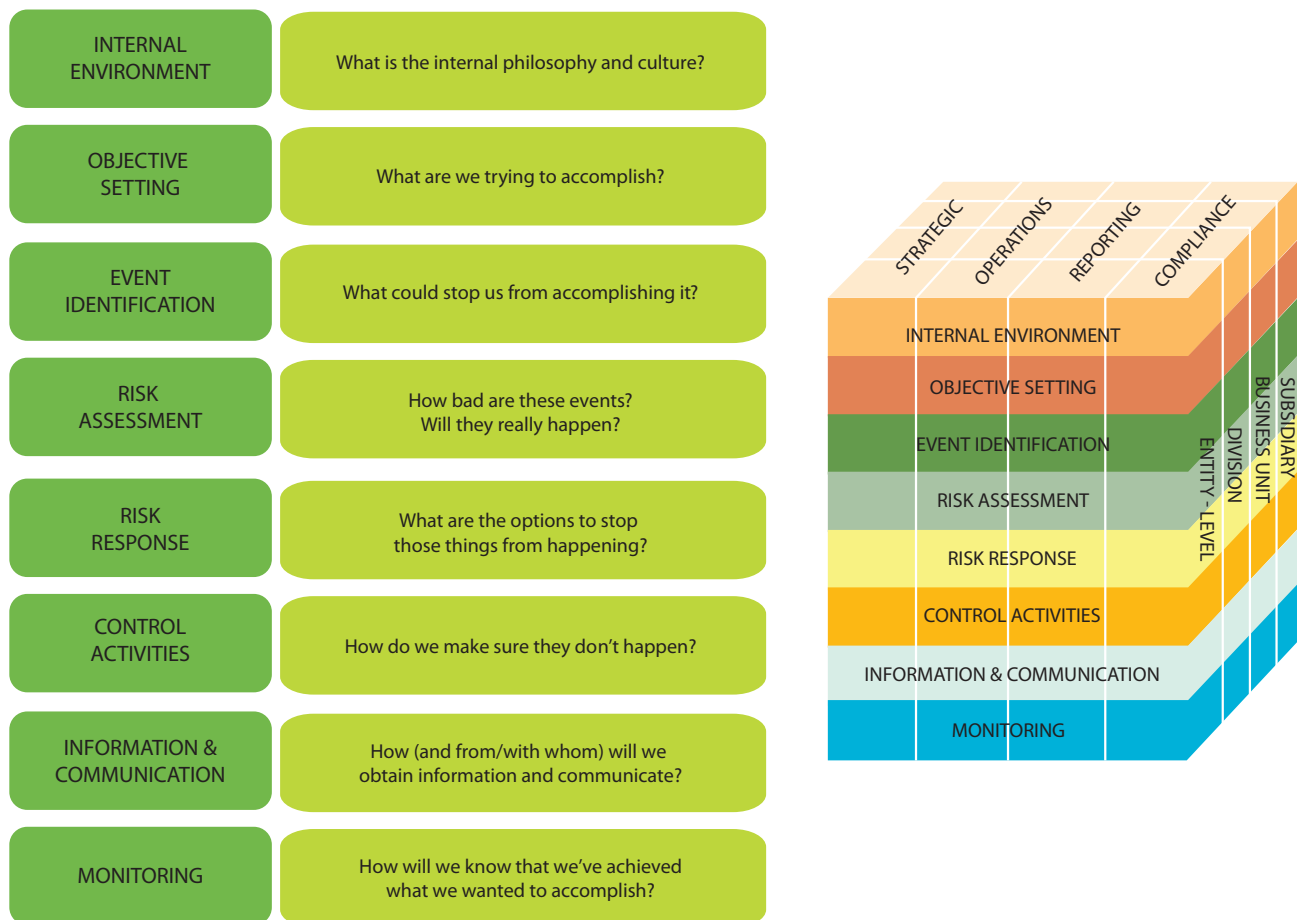 INTERNAL
ENVIRONMENT
What is the internal philosophy and culture?
OBJECTIVE
SETTING
What are we trying to accomplish?
EVENT
IDENTIFICATION
What could stop us from accomplishing it?
RISK
ASSESSMENT
How bad are these events?
Will they really happen?
RISK
RESPONSE
What are the options to stop
those things from happening?
CONTROL
ACTIVITIES
How do we make sure they don’t happen?
INFORMATION &
COMMUNICATION
How (and from/with whom) will we
obtain information and communicate?
MONITORING
How will we know that we’ve achieved
what we wanted to accomplish?
STRATEGIC
OPERATIONS
REPORTING
COMPLIANCE
INTERNAL ENVIRONMENT
OBJECTIVE SETTING
EVENT IDENTIFICATION
RISK ASSESSMENT
RISK RESPONSE
CONTROL ACTIVITIES
INFORMATION & COMMUNICATION
MONITORING
ENTITY - LEVEL
DIVISION
BUSINESS UNIT
SUBSIDIARY